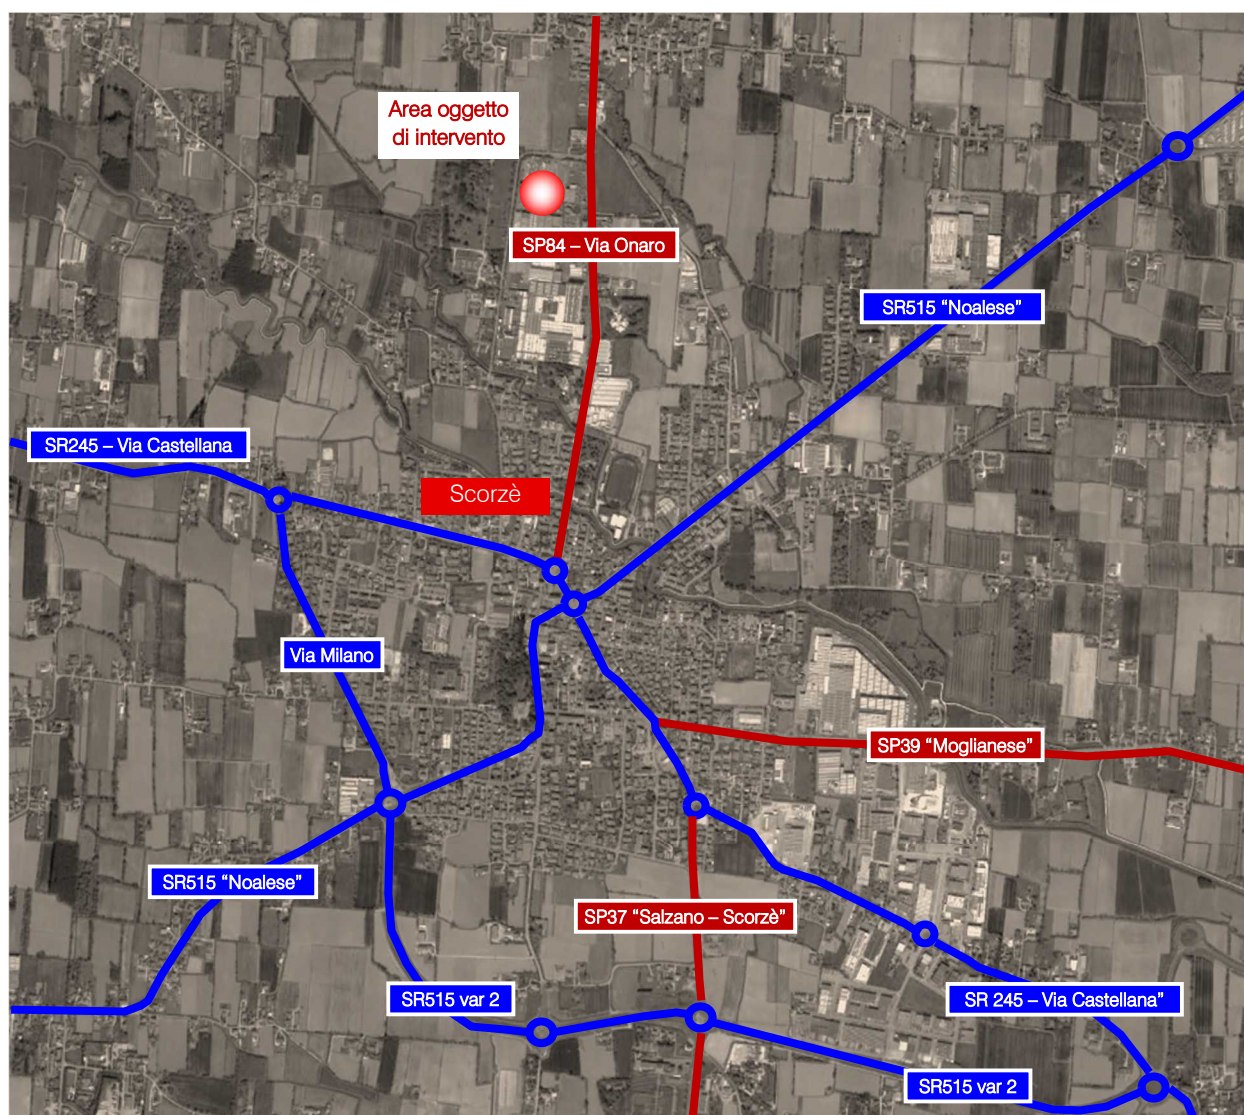 Area oggetto
di intervento
SP84 – Via Onaro
SR515 “Noalese”
SR245 – Via Castellana
Scorzè
Via Milano
SP39 “Moglianese”
SR515 “Noalese”
SP37 “Salzano – Scorzè”
SR515 var 2
SR 245 – Via Castellana”
SR515 var 2